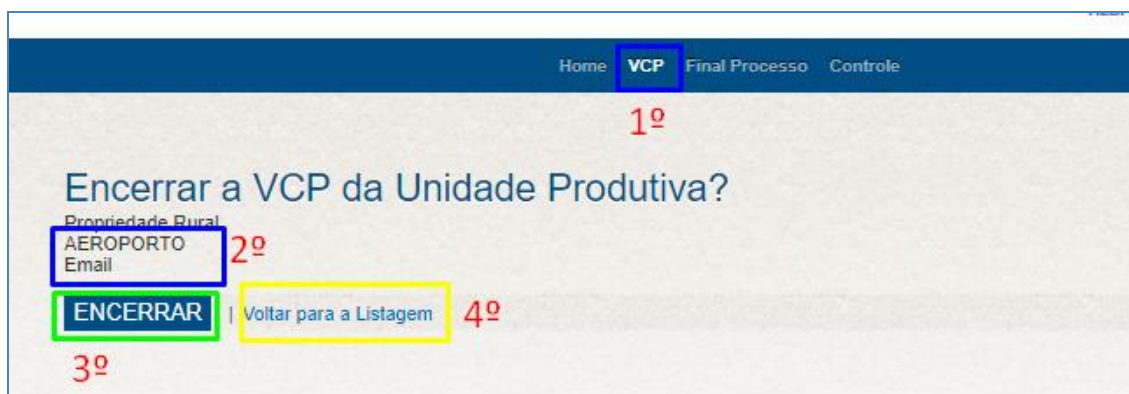 Home VCP Final Processo Controle
1º
Encerrar a VCP da Unidade Produtiva?
Propriedade Rural
AEROPORTO
Email
2º
ENCERRAR | Voltar para a Listagem
4º
3º